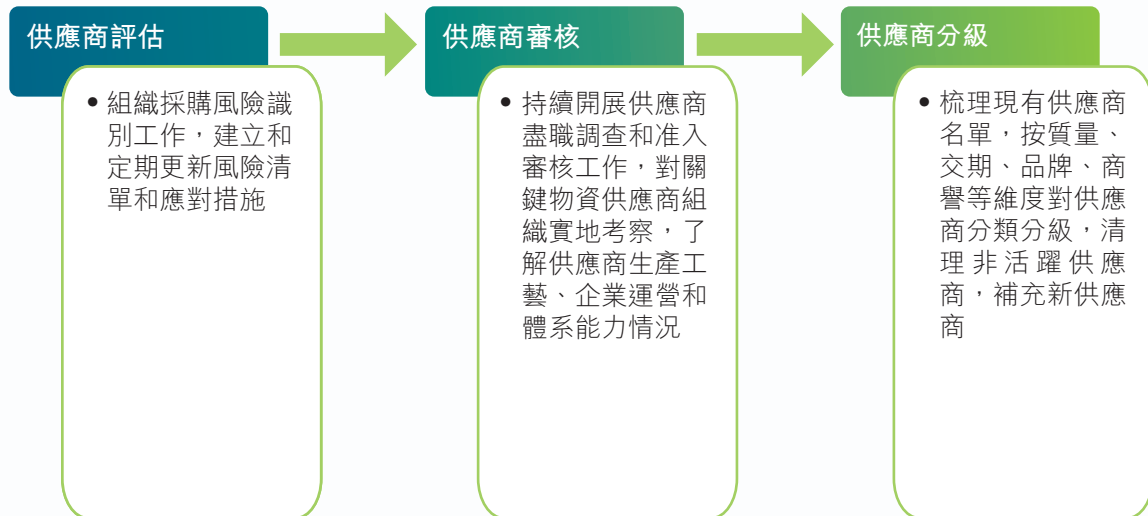 供應商評估
• 組織採購風險識
別工作，建立和
定期更新風險清
單和應對措施
供應商審核
• 持續開展供應商
盡職調查和准入
審核工作，對關
鍵物資供應商組
織實地考察，了
解供應商生產工
藝、企業運營和
體系能力情況
供應商分級
• 梳理現有供應商
名單，按質量、
交期、品牌、商
譽等維度對供應
商分類分級，清
理非活躍供應
商，補充新供應
商